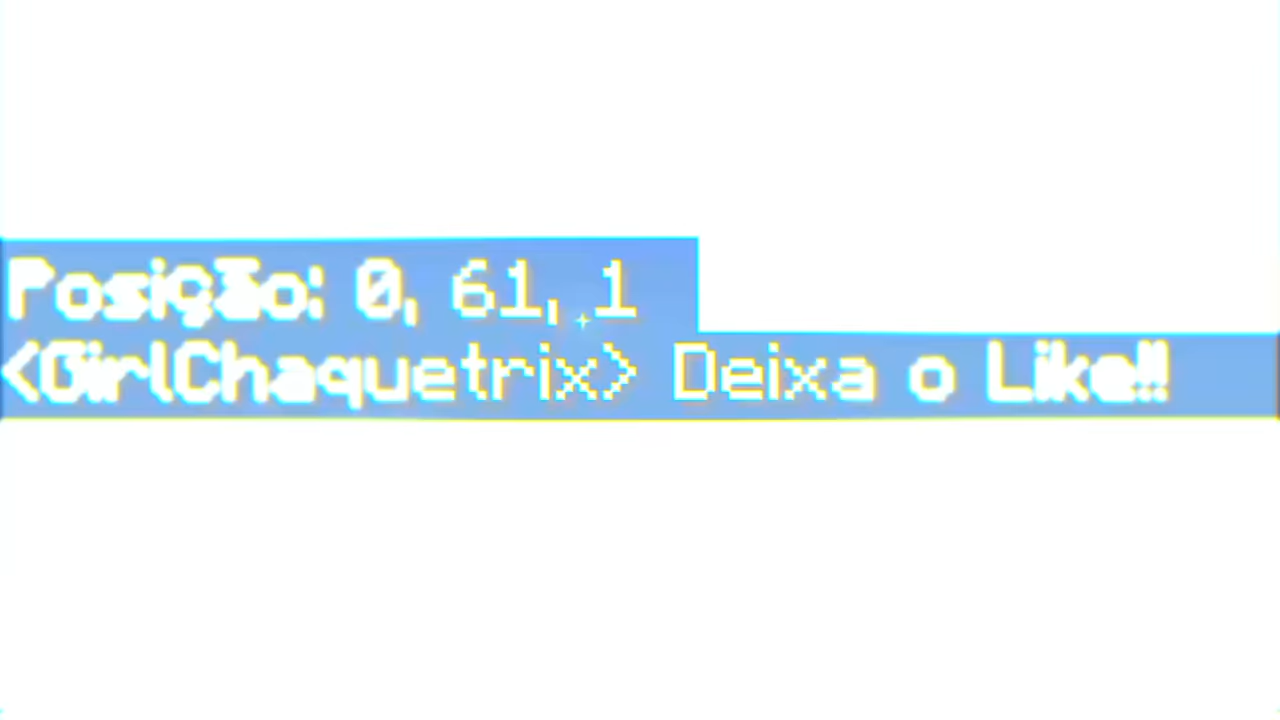 Posição: 0, 61, 1
<GirlChaquetrix> Deixa o Like!!